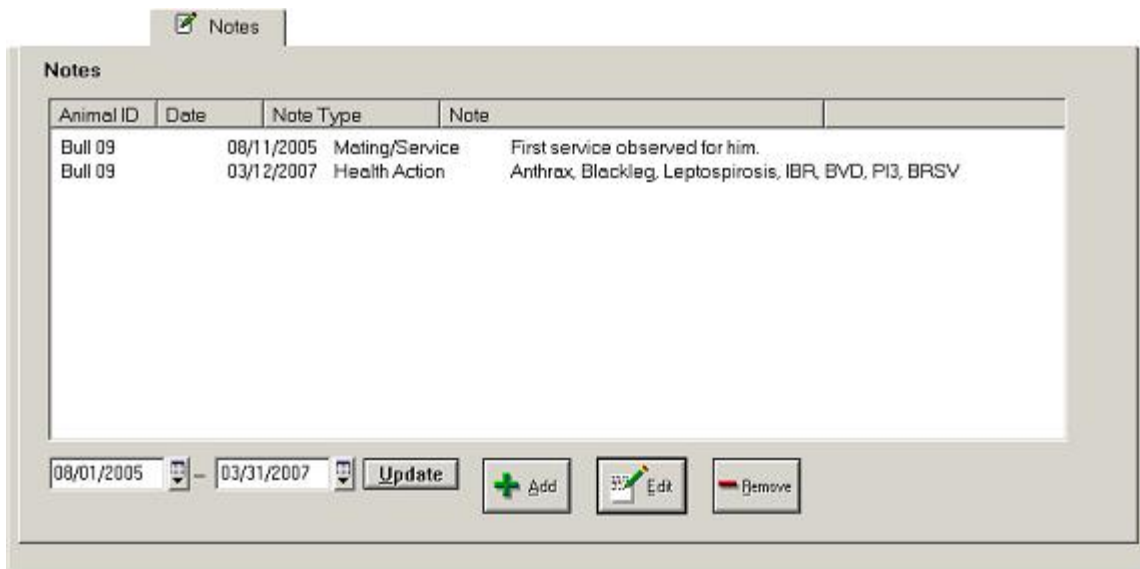 Notes
Notes
Animal ID Date Note Type Note
Bull 09 08/11/2005 Mating/Service First service observed for him.
Bull 09 03/12/2007 Health Action Anthrax, Blackleg, Leptospirosis, IBR, BVD, PI3, BRSV
08/01/2005 – 03/31/2007 Update Add Edit Remove